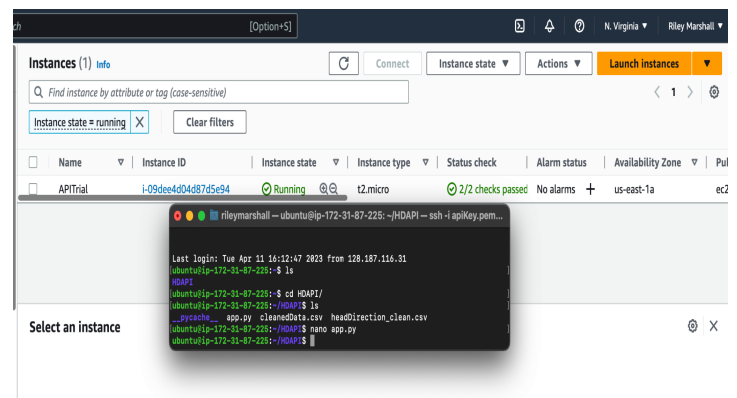 ch [Option+S] N. Virginia ▼ Riley Marshall ▼
Instances (1) Info Connect Instance state ▼ Actions ▼ Launch instances ▼
Find instance by attribute or tag (case-sensitive) 1
Instance state = running X Clear filters
Name Instance ID Instance state Instance type Status check Alarm status Availability Zone Pul
APITrial i-09dee4d04d87d5e94 Running t2.micro 2/2 checks passed No alarms + us-east-1a ec2
rileymarshall — ubuntu@ip-172-31-87-225: ~/HDAPI — ssh -i apiKey.pem...
Last login: Tue Apr 11 16:12:47 2023 from 128.187.116.31
[ubuntu@ip-172-31-87-225:~$ ls ]
HDAPI
[ubuntu@ip-172-31-87-225:~$ cd HDAPI/ ]
[ubuntu@ip-172-31-87-225:~/HDAPI$ ls ]
__pycache__ app.py cleanedData.csv headDirection_clean.csv
[ubuntu@ip-172-31-87-225:~/HDAPI$ nano app.py ]
ubuntu@ip-172-31-87-225:~/HDAPI$
Select an instance